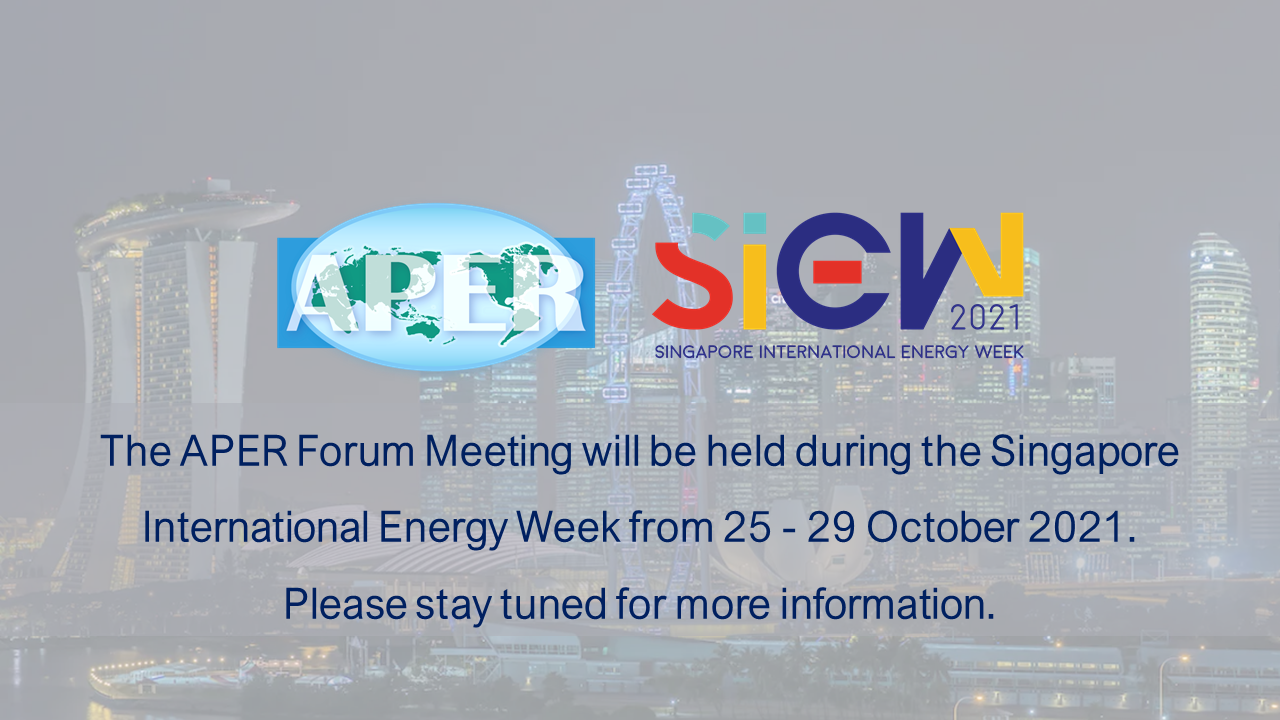 APER
SiEW
2021
SINGAPORE INTERNATIONAL ENERGY WEEK
The APER Forum Meeting will be held during the Singapore
International Energy Week from 25 - 29 October 2021.
Please stay tuned for more information.